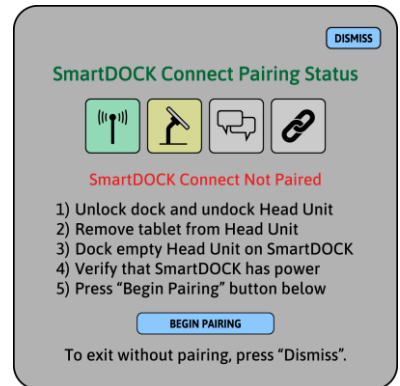 DISMISS
SmartDOCK Connect Pairing Status
SmartDOCK Connect Not Paired
1) Unlock dock and undock Head Unit
2) Remove tablet from Head Unit
3) Dock empty Head Unit on SmartDOCK
4) Verify that SmartDOCK has power
5) Press “Begin Pairing” button below
BEGIN PAIRING
To exit without pairing, press “Dismiss”.